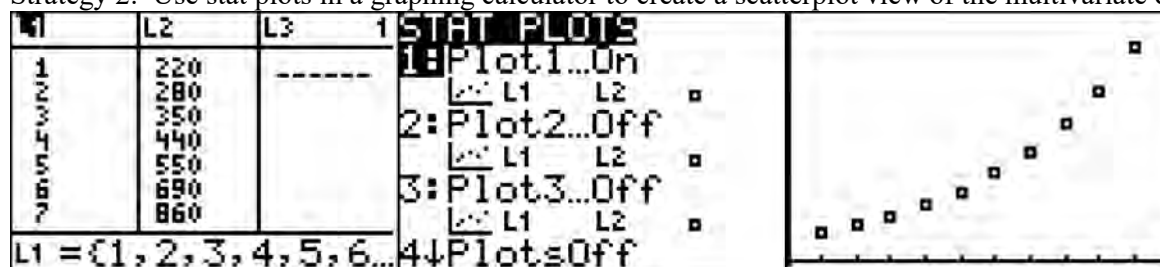 Strategy 2. Use stat plots in a graphing calculator to create a scatterplot view of the multivariate
L1 L2 L3 1
1 220 ------
2 280
3 350
4 440
5 550
6 690
7 860
L1 ={1,2,3,4,5,6...
STAT PLOTS
1:Plot1...On
L1 L2
2:Plot2...Off
L1 L2
3:Plot3...Off
L1 L2
4↓PlotsOff